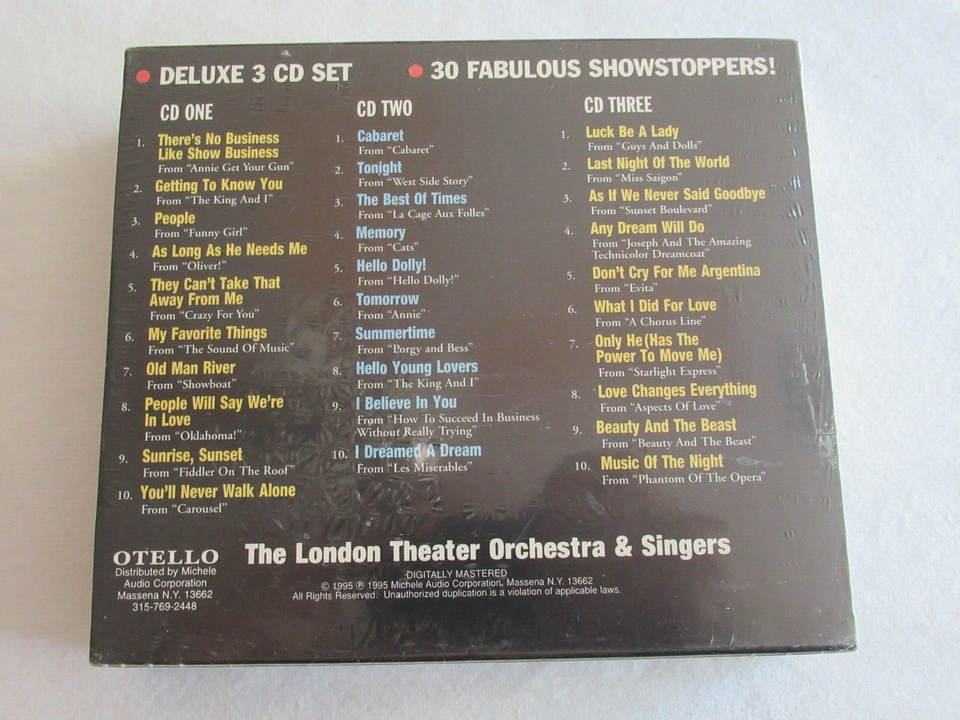 • DELUXE 3 CD SET
• 30 FABULOUS SHOWSTOPPERS!
CD ONE
1. There's No Business
Like Show Business
From "Annie Get Your Gun"
2. Getting To Know You
From "The King And I"
3. People
From "Funny Girl"
4. As Long As He Needs Me
From "Oliver!"
5. They Can't Take That
Away From Me
From "Crazy For You"
6. My Favorite Things
From "The Sound Of Music"
7. Old Man River
From "Showboat"
8. People Will Say We're
In Love
From "Oklahoma!"
9. Sunrise, Sunset
From "Fiddler On The Roof"
10. You'll Never Walk Alone
From "Carousel"
CD TWO
1. Cabaret
From "Cabaret"
2. Tonight
From "West Side Story"
3. The Best Of Times
From "La Cage Aux Folles"
4. Memory
From "Cats"
5. Hello Dolly!
From "Hello Dolly!"
6. Tomorrow
From "Annie"
7. Summertime
From "Porgy and Bess"
8. Hello Young Lovers
From "The King And I"
9. I Believe In You
From "How To Succeed In Business
Without Really Trying"
10. I Dreamed A Dream
From "Les Miserables"
CD THREE
1. Luck Be A Lady
From "Guys And Dolls"
2. Last Night Of The World
From "Miss Saigon"
3. As If We Never Said Goodbye
From "Sunset Boulevard"
4. Any Dream Will Do
From "Joseph And The Amazing
Technicolor Dreamcoat"
5. Don't Cry For Me Argentina
From "Evita"
6. What I Did For Love
From "A Chorus Line"
7. Only He (Has The
Power To Move Me)
From "Starlight Express"
8. Love Changes Everything
From "Aspects Of Love"
9. Beauty And The Beast
From "Beauty And The Beast"
10. Music Of The Night
From "Phantom Of The Opera"
OTELLO
Distributed by Michele
Audio Corporation
Massena N.Y. 13662
315-769-2448
The London Theater Orchestra & Singers
DIGITALLY MASTERED
© 1995 ℗ 1995 Michele Audio Corporation, Massena N.Y. 13662
All Rights Reserved. Unauthorized duplication is a violation of applicable laws.